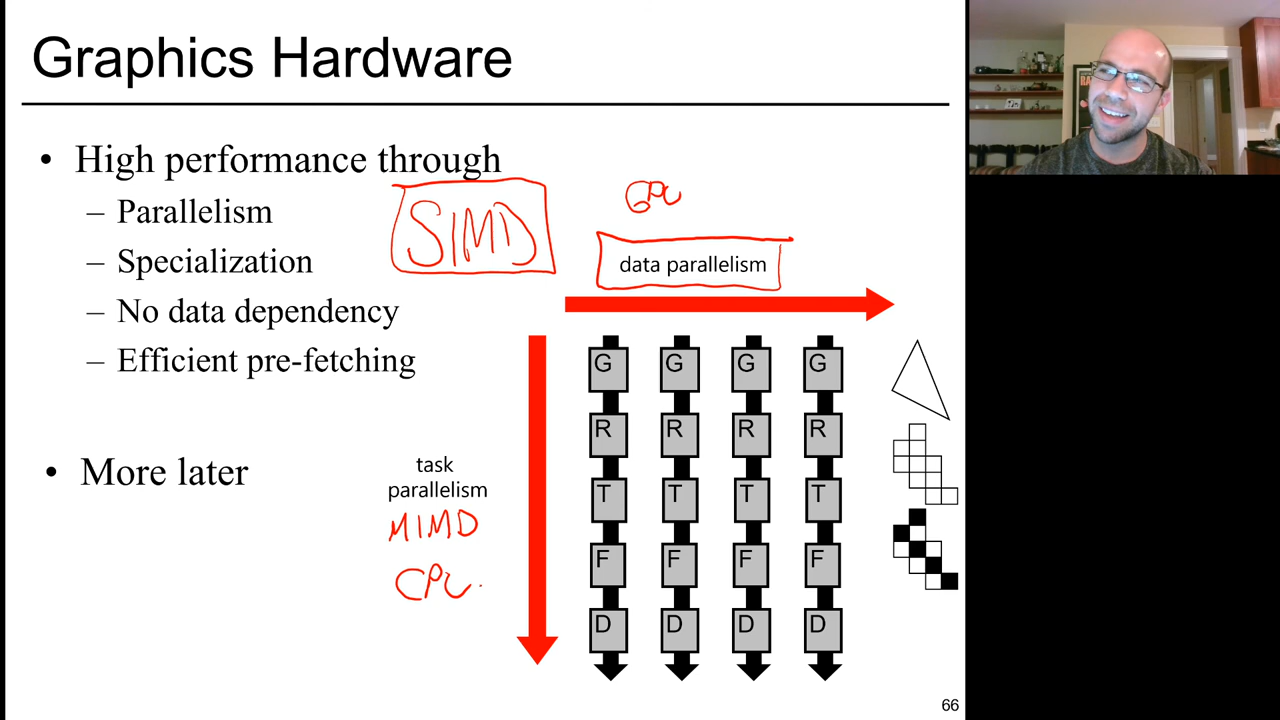 Graphics Hardware
• High performance through
– Parallelism
– Specialization
– No data dependency
– Efficient pre-fetching
SIMD
GPU
data parallelism
• More later
task
parallelism
MIMD
CPU
G G G G
R R R R
T T T T
F F F F
D D D D
66